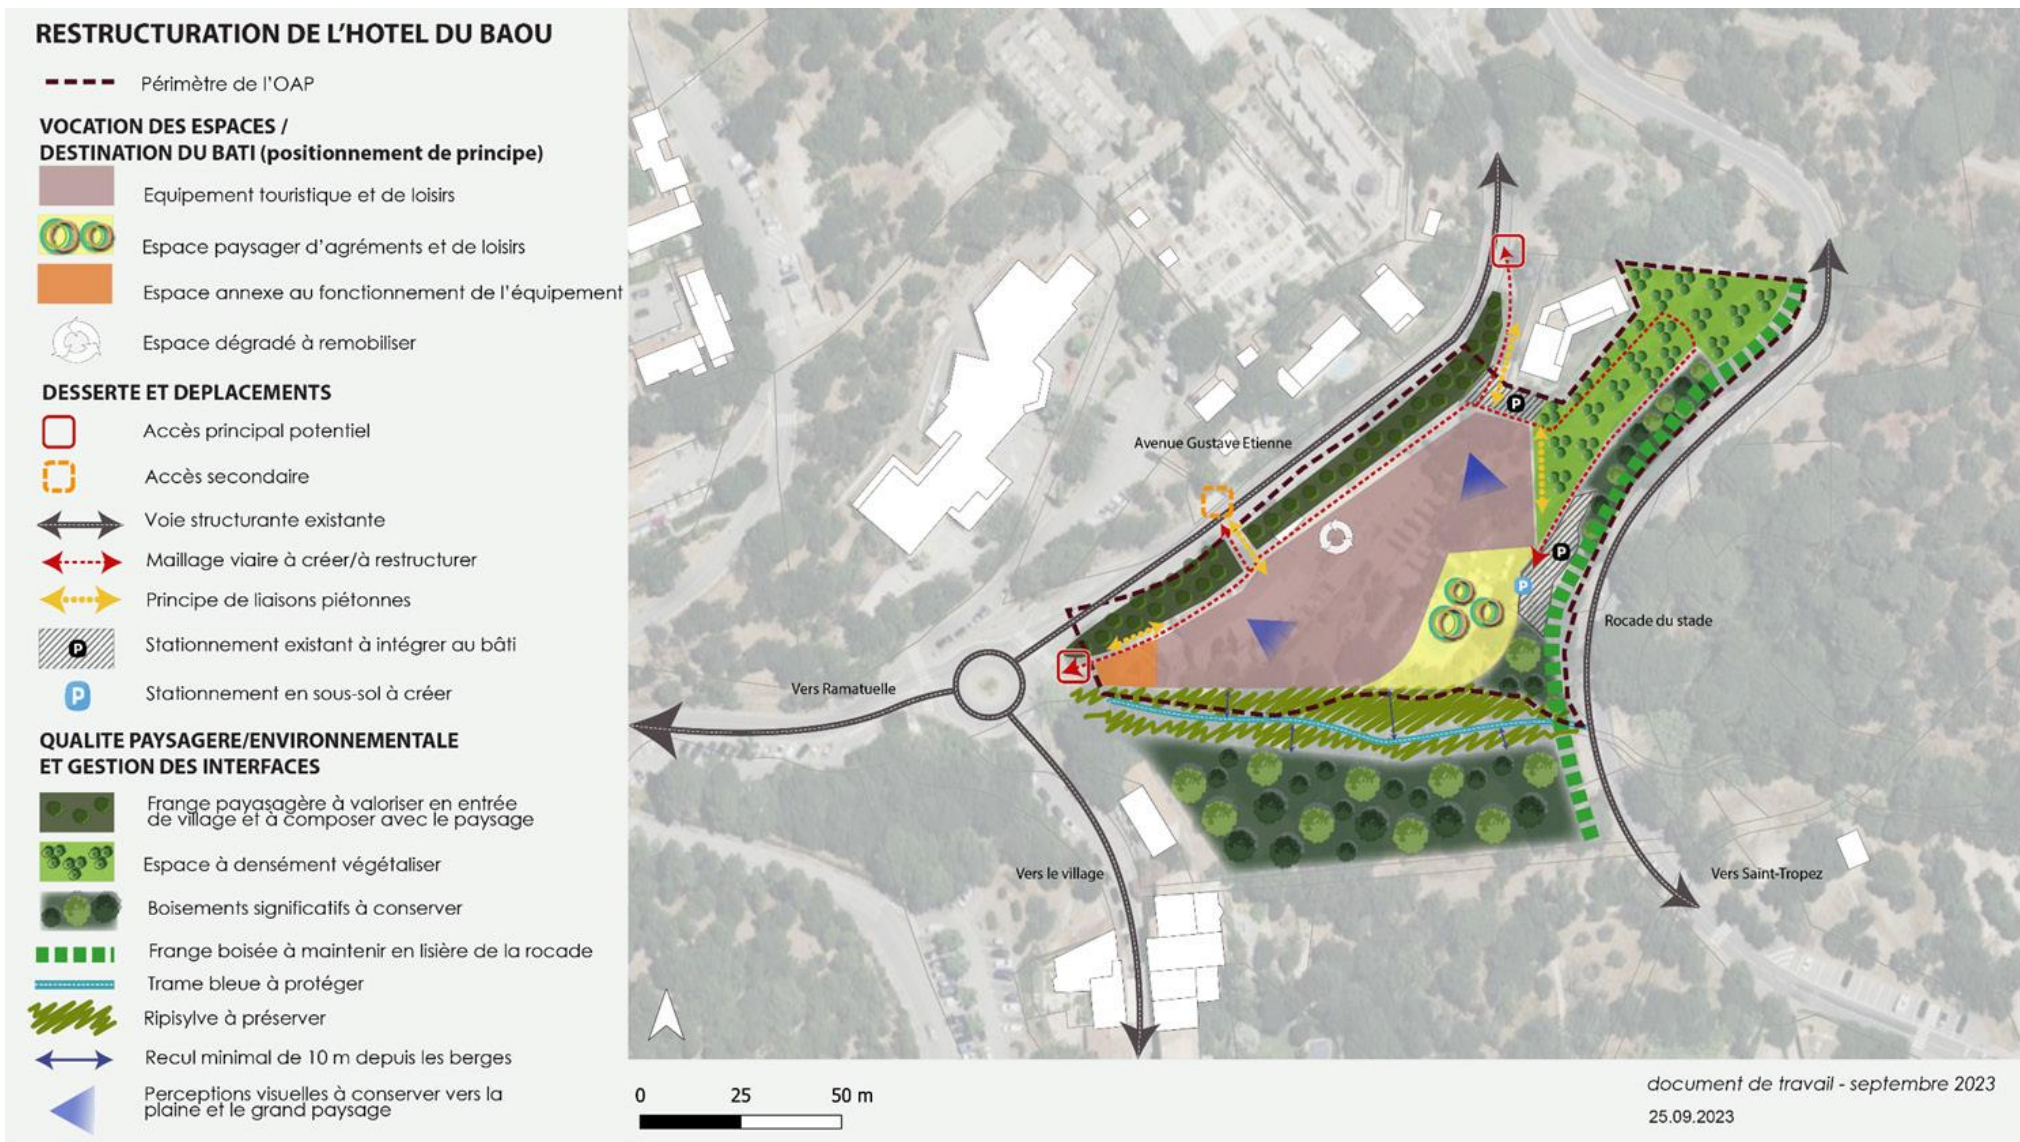 RESTRUCTURATION DE L'HOTEL DU BAOU
Périmètre de l'OAP
VOCATION DES ESPACES /
DESTINATION DU BATI (positionnement de principe)
Equipement touristique et de loisirs
Espace paysager d'agréments et de loisirs
Espace annexe au fonctionnement de l'équipement
Espace dégradé à remobiliser
DESSERTE ET DEPLACEMENTS
Accès principal potentiel
Accès secondaire
Voie structurante existante
Maillage viaire à créer/à restructurer
Principe de liaisons piétonnes
P
Stationnement existant à intégrer au bâti
P
Stationnement en sous-sol à créer
QUALITE PAYSAGERE/ENVIRONNEMENTALE
ET GESTION DES INTERFACES
Frange payasagère à valoriser en entrée
de village et à composer avec le paysage
Espace à densément végétaliser
Boisements significatifs à conserver
Frange boisée à maintenir en lisière de la rocade
Trame bleue à protéger
Ripisylve à préserver
Recul minimal de 10 m depuis les berges
Perceptions visuelles à conserver vers la
plaine et le grand paysage
P
Avenue Gustave Etienne
P
P
Rocade du stade
Vers Ramatuelle
Vers le village
Vers Saint-Tropez
0 25 50 m
document de travail - septembre 2023
25.09.2023